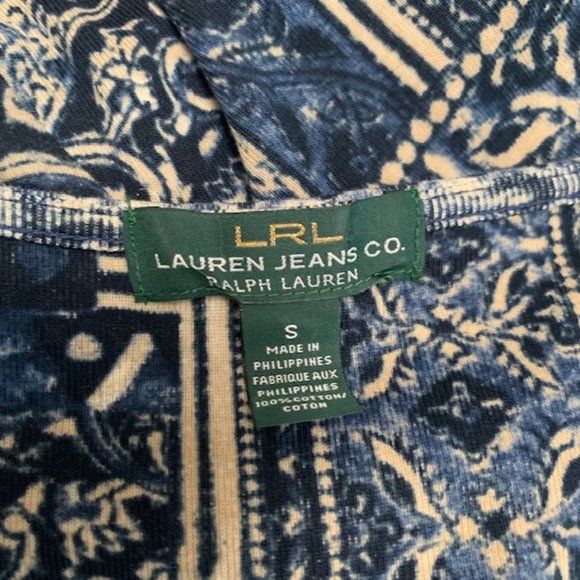 LRL
LAUREN JEANS CO.
RALPH LAUREN
S
MADE IN
PHILIPPINES
FABRIQUE AUX
PHILIPPINES
100% COTTON/
COTON